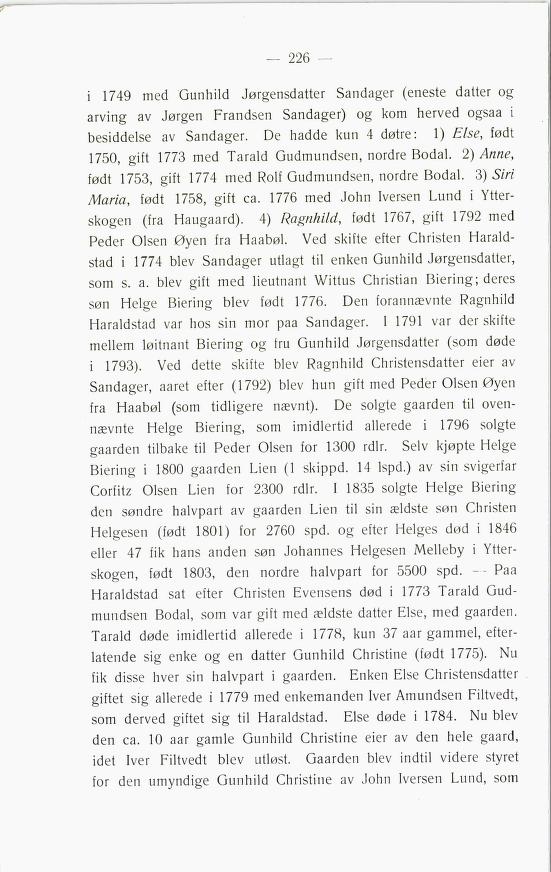 — 226 —
i 1749 med Gunhild Jørgensdatter Sandager (eneste datter og
arving av Jørgen Frandsen Sandager) og kom herved ogsaa i
besiddelse av Sandager. De hadde kun 4 døtre: 1) Else, født
1750, gift 1773 med Tarald Gudmundsen, nordre Bodal. 2) Anne,
født 1753, gift 1774 med Rolf Gudmundsen, nordre Bodal. 3) Siri
Maria, født 1758, gift ca. 1776 med John Iversen Lund i Ytter-
skogen (fra Haugaard). 4) Ragnhild, født 1767, gift 1792 med
Peder Olsen Øyen fra Haabøl. Ved skifte efter Christen Harald-
stad i 1774 blev Sandager utlagt til enken Gunhild Jørgensdatter,
som s. a. blev gift med lieutnant Wittus Christian Biering; deres
søn Helge Biering blev født 1776. Den forannævnte Ragnhild
Haraldstad var hos sin mor paa Sandager. I 1791 var der skifte
mellem løitnant Biering og fru Gunhild Jørgensdatter (som døde
i 1793). Ved dette skifte blev Ragnhild Christensdatter eier av
Sandager, aaret efter (1792) blev hun gift med Peder Olsen Øyen
fra Haabøl (som tidligere nævnt). De solgte gaarden til oven-
nævnte Helge Biering, som imidlertid allerede i 1796 solgte
gaarden tilbake til Peder Olsen for 1300 rdlr. Selv kjøpte Helge
Biering i 1800 gaarden Lien (1 skippd. 14 lspd.) av sin svigerfar
Corfitz Olsen Lien for 2300 rdlr. I 1835 solgte Helge Biering
den søndre halvpart av gaarden Lien til sin ældste søn Christen
Helgesen (født 1801) for 2760 spd. og efter Helges død i 1846
eller 47 fik hans anden søn Johannes Helgesen Melleby i Ytter-
skogen, født 1803, den nordre halvpart for 5500 spd. — Paa
Haraldstad sat efter Christen Evensens død i 1773 Tarald Gud-
mundsen Bodal, som var gift med ældste datter Else, med gaarden.
Tarald døde imidlertid allerede i 1778, kun 37 aar gammel, efter-
latende sig enke og en datter Gunhild Christine (født 1775). Nu
fik disse hver sin halvpart i gaarden. Enken Else Christensdatter
giftet sig allerede i 1779 med enkemanden Iver Amundsen Filtvedt,
som derved giftet sig til Haraldstad. Else døde i 1784. Nu blev
den ca. 10 aar gamle Gunhild Christine eier av den hele gaard,
idet Iver Filtvedt blev utløst. Gaarden blev indtil videre styret
for den umyndige Gunhild Christine av John Iversen Lund, som